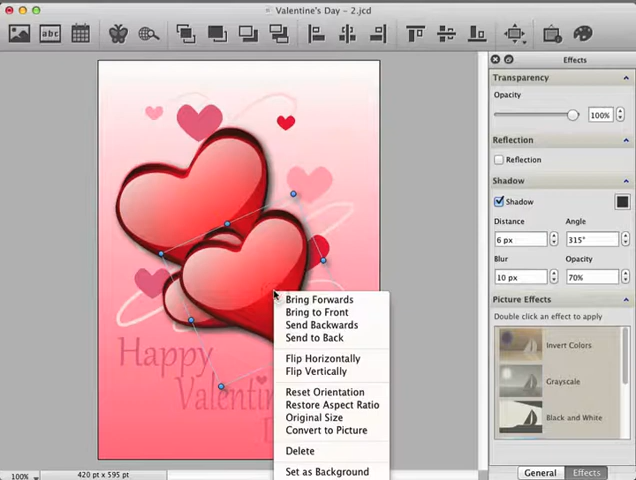 Valentine's Day – 2.jcd
abc
Effects
Transparency
Opacity
100%
Reflection
Reflection
Shadow
Shadow
Distance
Angle
6 px
315°
Blur
Opacity
10 px
70%
Picture Effects
Double click an effect to apply
Invert Colors
Grayscale
Black and White
General
Effects
Happy
Bring Forwards
Bring to Front
Send Backwards
Send to Back
Flip Horizontally
Flip Vertically
Reset Orientation
Restore Aspect Ratio
Original Size
Convert to Picture
Delete
Set as Background
100%
420 pt x 595 pt